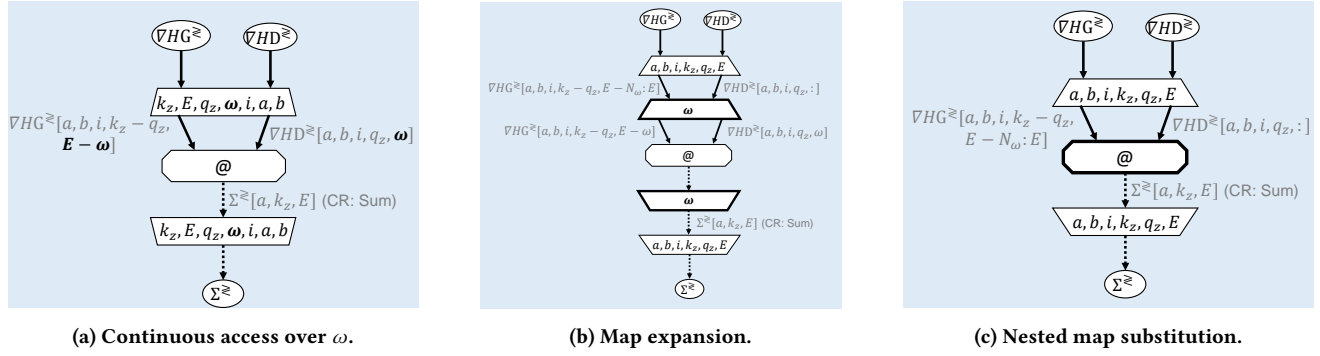 ∇HG≷ ∇HD≷
k_z, E, q_z, ω, i, a, b
∇HG≷[a, b, i, k_z − q_z,
E − ω]
∇HD≷[a, b, i, q_z, ω]
@
Σ≷[a, k_z, E] (CR: Sum)
k_z, E, q_z, ω, i, a, b
Σ≷
(a) Continuous access over ω.
∇HG≷ ∇HD≷
a, b, i, k_z, q_z, E
∇HG≷[a, b, i, k_z − q_z, E − N_ω: E]
∇HD≷[a, b, i, q_z, :]
ω
∇HG≷[a, b, i, k_z − q_z, E − ω]
∇HD≷[a, b, i, q_z, ω]
@
ω
Σ≷[a, k_z, E] (CR: Sum)
a, b, i, k_z, q_z, E
Σ≷
(b) Map expansion.
∇HG≷ ∇HD≷
a, b, i, k_z, q_z, E
∇HG≷[a, b, i, k_z − q_z,
E − N_ω: E]
∇HD≷[a, b, i, q_z, :]
@
Σ≷[a, k_z, E] (CR: Sum)
a, b, i, k_z, q_z, E
Σ≷
(c) Nested map substitution.